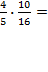 4/5 · 10/16 =